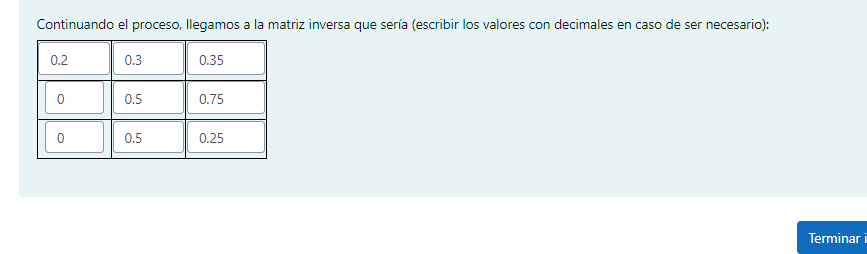 Continuando el proceso, llegamos a la matriz inversa que sería (escribir los valores con decimales en caso de ser necesario):
0.2 0.3 0.35
0 0.5 0.75
0 0.5 0.25
Terminar i